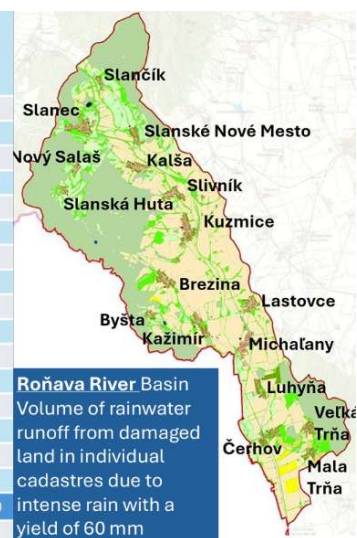 Slančík
Slanec
Slanské Nové Mesto
Nový Salaš
Kalša
Slivník
Slanská Huta
Kuzmice
Brezina
Lastovce
Byšta
Kažimír
Michaľany
Luhyňa
Veľká
Trňa
Čerhov
Mala
Trňa
Roňava River Basin
Volume of rainwater
runoff from damaged
land in individual
cadastres due to
intense rain with a
yield of 60 mm